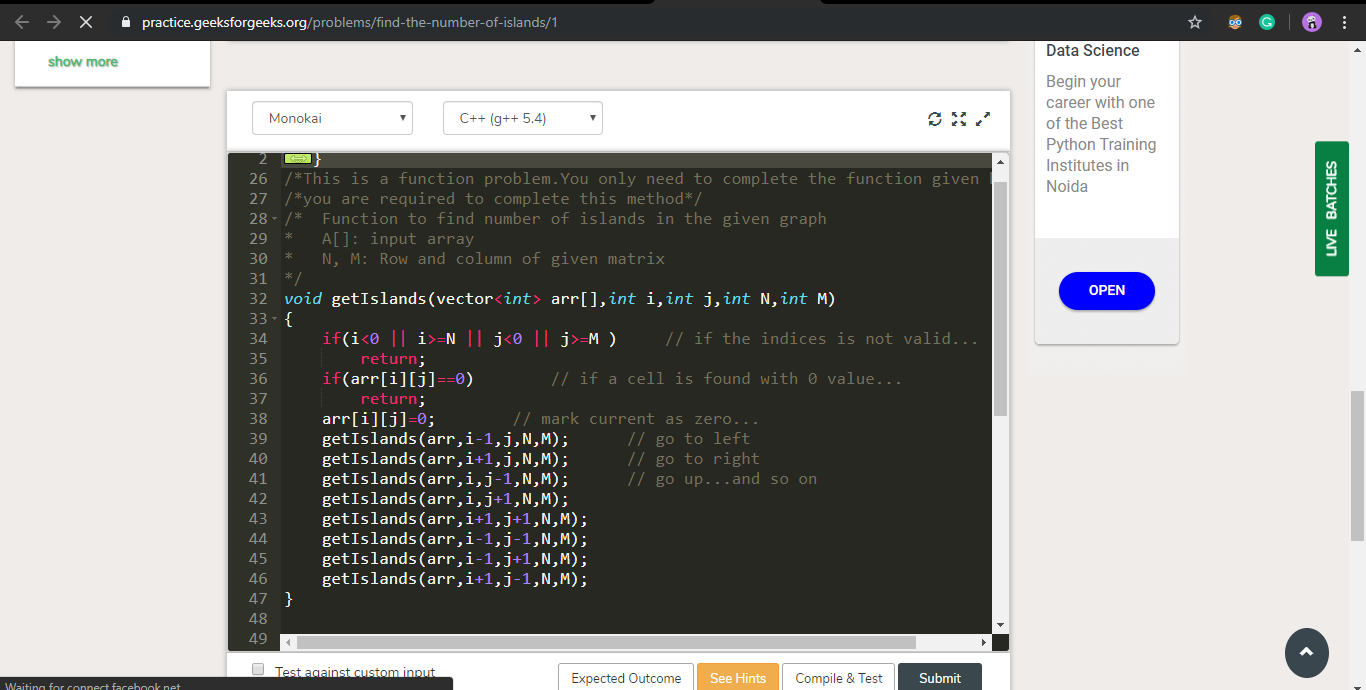 practice.geeksforgeeks.org/problems/find-the-number-of-islands/1
show more
Data Science
Begin your
career with one
of the Best
Python Training
Institutes in
Noida
OPEN
LIVE BATCHES
Monokai
C++ (g++ 5.4)
2 }
26 /*This is a function problem.You only need to complete the function given
27 /*you are required to complete this method*/
28 /*  Function to find number of islands in the given graph
29 *   A[]: input array
30 *   N, M: Row and column of given matrix
31 */
32 void getIslands(vector<int> arr[],int i,int j,int N,int M)
33 {
34     if(i<0 || i>=N || j<0 || j>=M )     // if the indices is not valid...
35         return;
36     if(arr[i][j]==0)        // if a cell is found with 0 value...
37         return;
38     arr[i][j]=0;        // mark current as zero...
39     getIslands(arr,i-1,j,N,M);      // go to left
40     getIslands(arr,i+1,j,N,M);      // go to right
41     getIslands(arr,i,j-1,N,M);      // go up...and so on
42     getIslands(arr,i,j+1,N,M);
43     getIslands(arr,i+1,j+1,N,M);
44     getIslands(arr,i-1,j-1,N,M);
45     getIslands(arr,i-1,j+1,N,M);
46     getIslands(arr,i+1,j-1,N,M);
47 }
48
49
Test against custom input
Expected Outcome
See Hints
Compile & Test
Submit
Waiting for connect.facebook.net